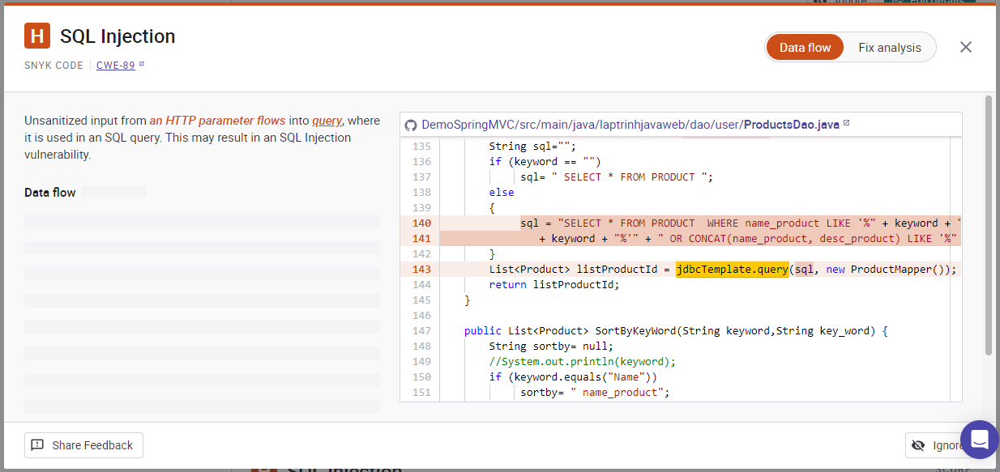 Ignore
Full details
H SQL Injection
SNYK CODE CWE-89
Data flow
Fix analysis
Unsanitized input from an HTTP parameter flows into query, where
it is used in an SQL query. This may result in an SQL Injection
vulnerability.
Data flow
DemoSpringMVC/src/main/java/laptrinhjavaweb/dao/user/ProductsDao.java
135 String sql="";
136 if (keyword == "")
137 sql= " SELECT * FROM PRODUCT ";
138 else
139 {
140 sql = "SELECT * FROM PRODUCT  WHERE name_product LIKE '%" + keyword + "
141 + keyword + "%'" + " OR CONCAT(name_product, desc_product) LIKE '%"
142 }
143 List<Product> listProductId = jdbcTemplate.query(sql, new ProductMapper());
144 return listProductId;
145 }
146
147 public List<Product> SortByKeyWord(String keyword,String key_word) {
148 String sortby= null;
149 //System.out.println(keyword);
150 if (keyword.equals("Name"))
151 sortby= " name_product";
Share Feedback
Ignore
SQL Injection
SCORE